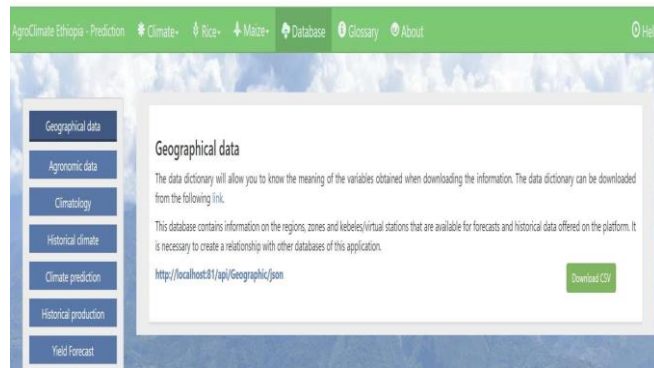 AgroClimate Ethiopia - Prediction Climate Rice Maize Database Glossary About Hel
Geographical data
Agronomic data
Climatology
Historical climate
Climate prediction
Historical production
Yield Forecast
Geographical data
The data dictionary will allow you to know the meaning of the variables obtained when downloading the information. The data dictionary can be downloaded
from the following link.
This database contains information on the regions, zones and kebeles/virtual stations that are available for forecasts and historical data offered on the platform. It
is necessary to create a relationship with other databases of this application.
http://localhost:81/api/Geographic/json
Download CSV